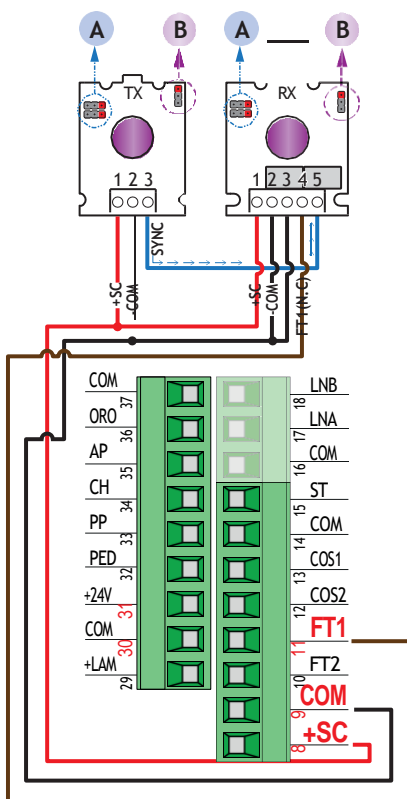 A B A B
TX RX
1 2 3 1 2 3 4 5
SYNC
+SC
-COM
+SC
-COM
FT1(N.C)
COM 37 18 LNB
ORO 36 17 LNA
AP 35 16 COM
CH 34 15 ST
PP 33 14 COM
PED 32 13 COS1
+24V 31 12 COS2
COM 30 11 FT1
+LAM 29 10 FT2
9 COM
8 +SC